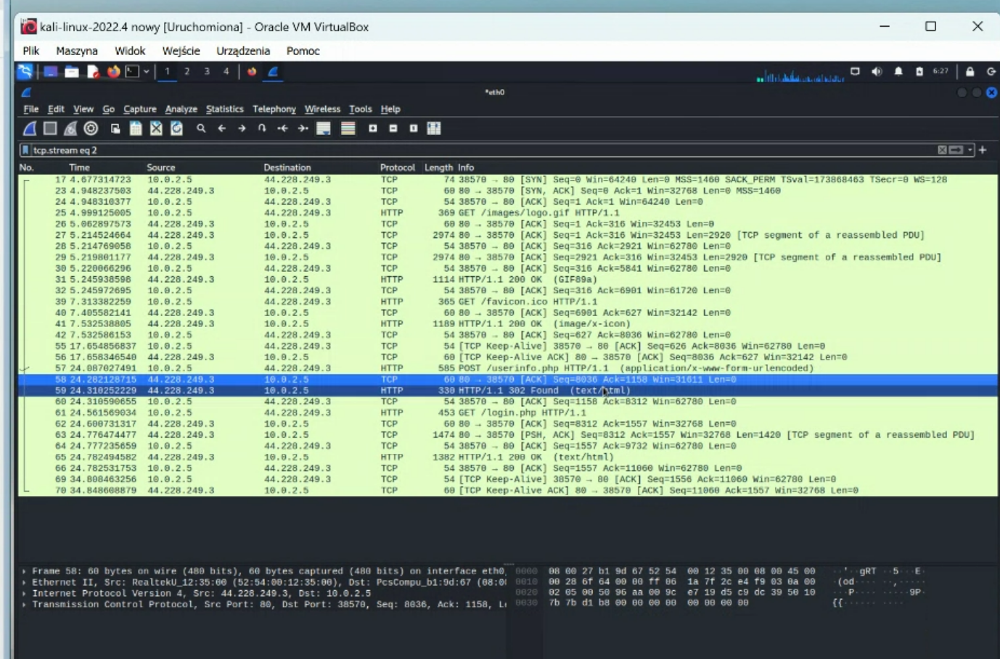 kali-linux-2022.4 nowy [Uruchomiona] - Oracle VM VirtualBox
Plik Maszyna Widok Wejście Urządzenia Pomoc
1 2 3 4 6:27
*eth0
File Edit View Go Capture Analyze Statistics Telephony Wireless Tools Help
tcp.stream eq 2
No. Time Source Destination Protocol Length Info
17 4.677314723 10.0.2.5 44.228.249.3 TCP 74 38570 → 80 [SYN] Seq=0 Win=64240 Len=0 MSS=1460 SACK_PERM TSval=173868463 TSecr=0 WS=128
23 4.948237503 44.228.249.3 10.0.2.5 TCP 60 80 → 38570 [SYN, ACK] Seq=0 Ack=1 Win=32768 Len=0 MSS=1460
24 4.948310377 10.0.2.5 44.228.249.3 TCP 54 38570 → 80 [ACK] Seq=1 Ack=1 Win=64240 Len=0
25 4.999125005 10.0.2.5 44.228.249.3 HTTP 369 GET /images/logo.gif HTTP/1.1
26 5.062897573 44.228.249.3 10.0.2.5 TCP 60 80 → 38570 [ACK] Seq=1 Ack=316 Win=32453 Len=0
27 5.214524664 44.228.249.3 10.0.2.5 TCP 2974 80 → 38570 [ACK] Seq=1 Ack=316 Win=32453 Len=2920 [TCP segment of a reassembled PDU]
28 5.214769058 10.0.2.5 44.228.249.3 TCP 54 38570 → 80 [ACK] Seq=316 Ack=2921 Win=62780 Len=0
29 5.219801177 44.228.249.3 10.0.2.5 TCP 2974 80 → 38570 [ACK] Seq=2921 Ack=316 Win=32453 Len=2920 [TCP segment of a reassembled PDU]
30 5.220066296 10.0.2.5 44.228.249.3 TCP 54 38570 → 80 [ACK] Seq=316 Ack=5841 Win=62780 Len=0
31 5.245938598 44.228.249.3 10.0.2.5 HTTP 1114 HTTP/1.1 200 OK (GIF89a)
32 5.245972695 10.0.2.5 44.228.249.3 TCP 54 38570 → 80 [ACK] Seq=316 Ack=6901 Win=61720 Len=0
39 7.313382259 10.0.2.5 44.228.249.3 HTTP 365 GET /favicon.ico HTTP/1.1
40 7.405582141 44.228.249.3 10.0.2.5 TCP 60 80 → 38570 [ACK] Seq=6901 Ack=627 Win=32142 Len=0
41 7.532538805 44.228.249.3 10.0.2.5 HTTP 1189 HTTP/1.1 200 OK (image/x-icon)
42 7.532586153 10.0.2.5 44.228.249.3 TCP 54 38570 → 80 [ACK] Seq=627 Ack=8036 Win=62780 Len=0
55 17.654856837 10.0.2.5 44.228.249.3 TCP 54 [TCP Keep-Alive] 38570 → 80 [ACK] Seq=626 Ack=8036 Win=62780 Len=0
56 17.658346540 44.228.249.3 10.0.2.5 TCP 60 [TCP Keep-Alive ACK] 80 → 38570 [ACK] Seq=8036 Ack=627 Win=32142 Len=0
57 24.087027491 10.0.2.5 44.228.249.3 HTTP 585 POST /userinfo.php HTTP/1.1 (application/x-www-form-urlencoded)
58 24.282128715 44.228.249.3 10.0.2.5 TCP 60 80 → 38570 [ACK] Seq=8036 Ack=1158 Win=31611 Len=0
59 24.310252229 44.228.249.3 10.0.2.5 HTTP 330 HTTP/1.1 302 Found (text/html)
60 24.310590655 10.0.2.5 44.228.249.3 TCP 54 38570 → 80 [ACK] Seq=1158 Ack=8312 Win=62780 Len=0
61 24.561569034 10.0.2.5 44.228.249.3 HTTP 453 GET /login.php HTTP/1.1
62 24.600731317 44.228.249.3 10.0.2.5 TCP 60 80 → 38570 [ACK] Seq=8312 Ack=1557 Win=32768 Len=0
63 24.776474477 44.228.249.3 10.0.2.5 TCP 1474 80 → 38570 [PSH, ACK] Seq=8312 Ack=1557 Win=32768 Len=1420 [TCP segment of a reassembled PDU]
64 24.777235659 10.0.2.5 44.228.249.3 TCP 54 38570 → 80 [ACK] Seq=1557 Ack=9732 Win=62780 Len=0
65 24.782494582 44.228.249.3 10.0.2.5 HTTP 1382 HTTP/1.1 200 OK (text/html)
66 24.782531753 10.0.2.5 44.228.249.3 TCP 54 38570 → 80 [ACK] Seq=1557 Ack=11060 Win=62780 Len=0
69 34.808463256 10.0.2.5 44.228.249.3 TCP 54 [TCP Keep-Alive] 38570 → 80 [ACK] Seq=1556 Ack=11060 Win=62780 Len=0
70 34.848608879 44.228.249.3 10.0.2.5 TCP 60 [TCP Keep-Alive ACK] 80 → 38570 [ACK] Seq=11060 Ack=1557 Win=32768 Len=0
Frame 58: 60 bytes on wire (480 bits), 60 bytes captured (480 bits) on interface eth0, 0000 08 00 27 b1 9d 67 52 54 00 12 35 00 08 00 45 00 ··'··gRT ··5···E·
Ethernet II, Src: RealtekU_12:35:00 (52:54:00:12:35:00), Dst: PcsCompu_b1:9d:67 (08:00 0010 00 28 6f 64 00 00 ff 06 1a 7f 2c e4 f9 03 0a 00 ·(od···· ··,·····
Internet Protocol Version 4, Src: 44.228.249.3, Dst: 10.0.2.5 0020 02 05 00 50 96 aa 00 9c e7 19 d5 c9 dc 39 50 10 ···P···· ·····9P·
Transmission Control Protocol, Src Port: 80, Dst Port: 38570, Seq: 8036, Ack: 1158, 0030 7b 7b d1 b8 00 00 00 00 00 00 00 00 {{······ ····